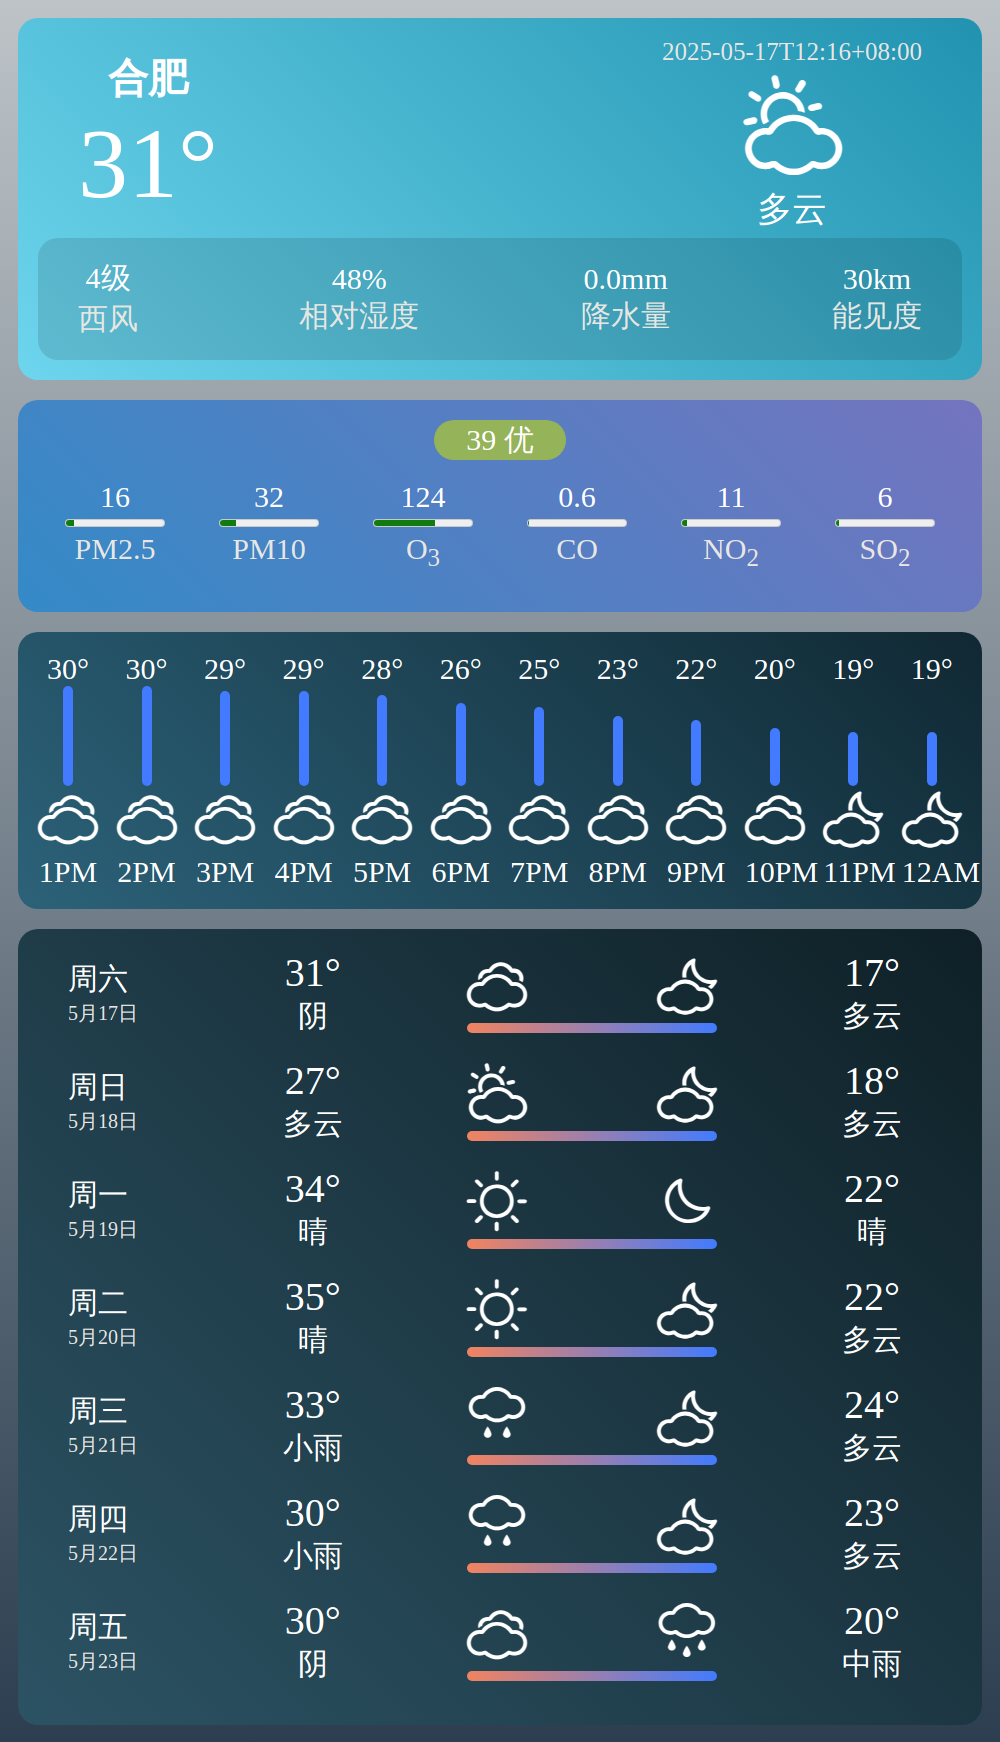 合肥
2025-05-17T12:16+08:00
31°
多云
4级 48% 0.0mm 30km
西风 相对湿度 降水量 能见度
39 优
16 32 124 0.6 11 6
PM2.5 PM10 O3 CO NO2 SO2
30° 30° 29° 29° 28° 26° 25° 23° 22° 20° 19° 19°
1PM 2PM 3PM 4PM 5PM 6PM 7PM 8PM 9PM 10PM 11PM 12AM
周六 31° 17°
5月17日 阴 多云
周日 27° 18°
5月18日 多云 多云
周一 34° 22°
5月19日 晴 晴
周二 35° 22°
5月20日 晴 多云
周三 33° 24°
5月21日 小雨 多云
周四 30° 23°
5月22日 小雨 多云
周五 30° 20°
5月23日 阴 中雨